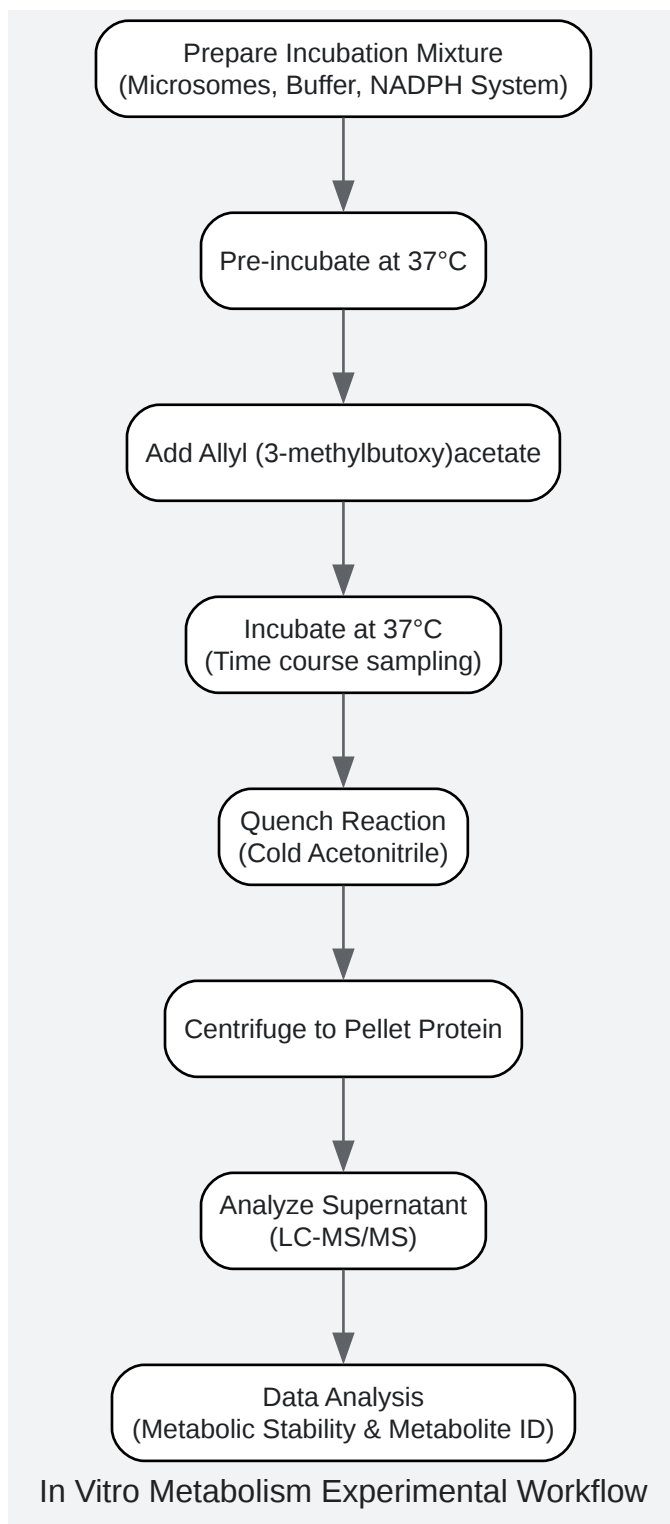 Prepare Incubation Mixture
(Microsomes, Buffer, NADPH System)
Pre-incubate at 37°C
Add Allyl (3-methylbutoxy)acetate
Incubate at 37°C
(Time course sampling)
Quench Reaction
(Cold Acetonitrile)
Centrifuge to Pellet Protein
Analyze Supernatant
(LC-MS/MS)
Data Analysis
(Metabolic Stability & Metabolite ID)
In Vitro Metabolism Experimental Workflow